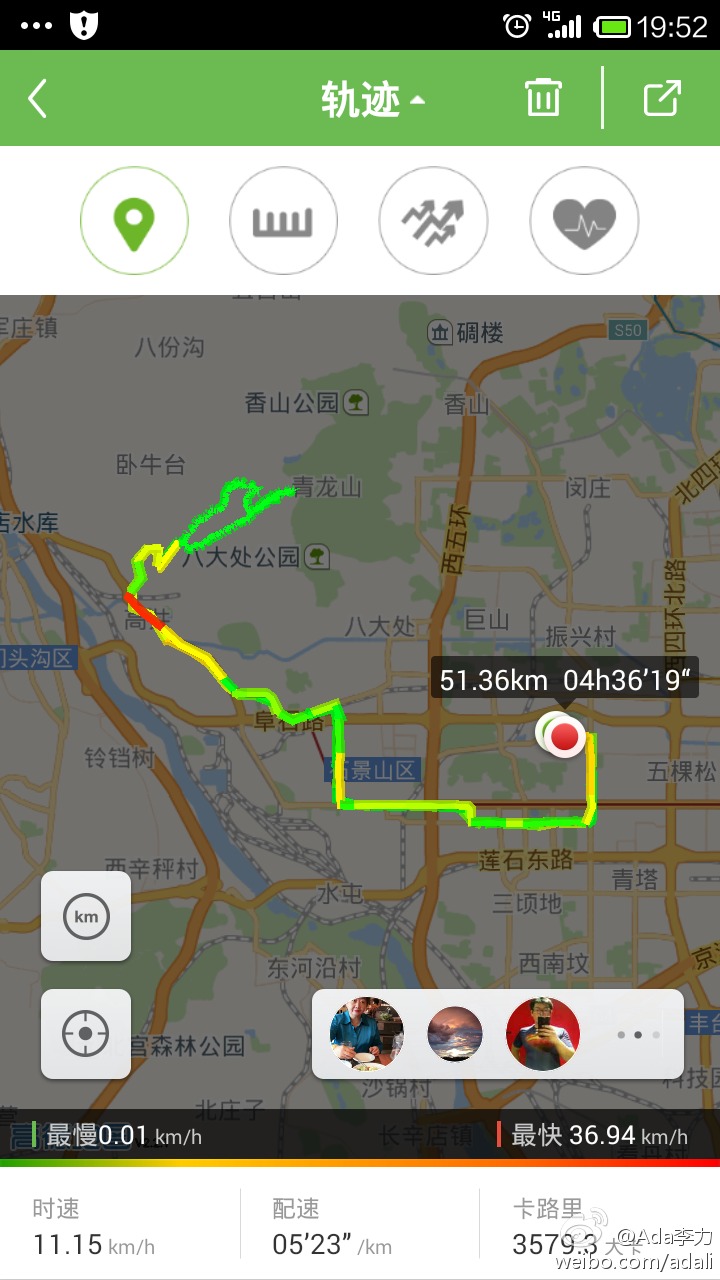 4G 19:52
轨迹
碉楼
S50
军庄镇
八份沟
香山公园
香山
卧牛台
青龙山
闵庄
店水库
北四环
西五环
八大处公园
西四环北路
高井
八大处
巨山
振兴村
门头沟区
51.36km 04h36'19"
阜石路
铃铛树
石景山区
五棵松
西辛秤村
莲石东路
青塔
水屯
三顷地
km
东河沿村
西南坟
丰台
宫森林公园
沙锅村
科技园
北庄子
长辛店镇
最慢0.01 km/h
最快 36.94 km/h
时速
配速
卡路里
11.15 km/h
05'23" /km
3579.3 大卡
@Ada李力
weibo.com/adali